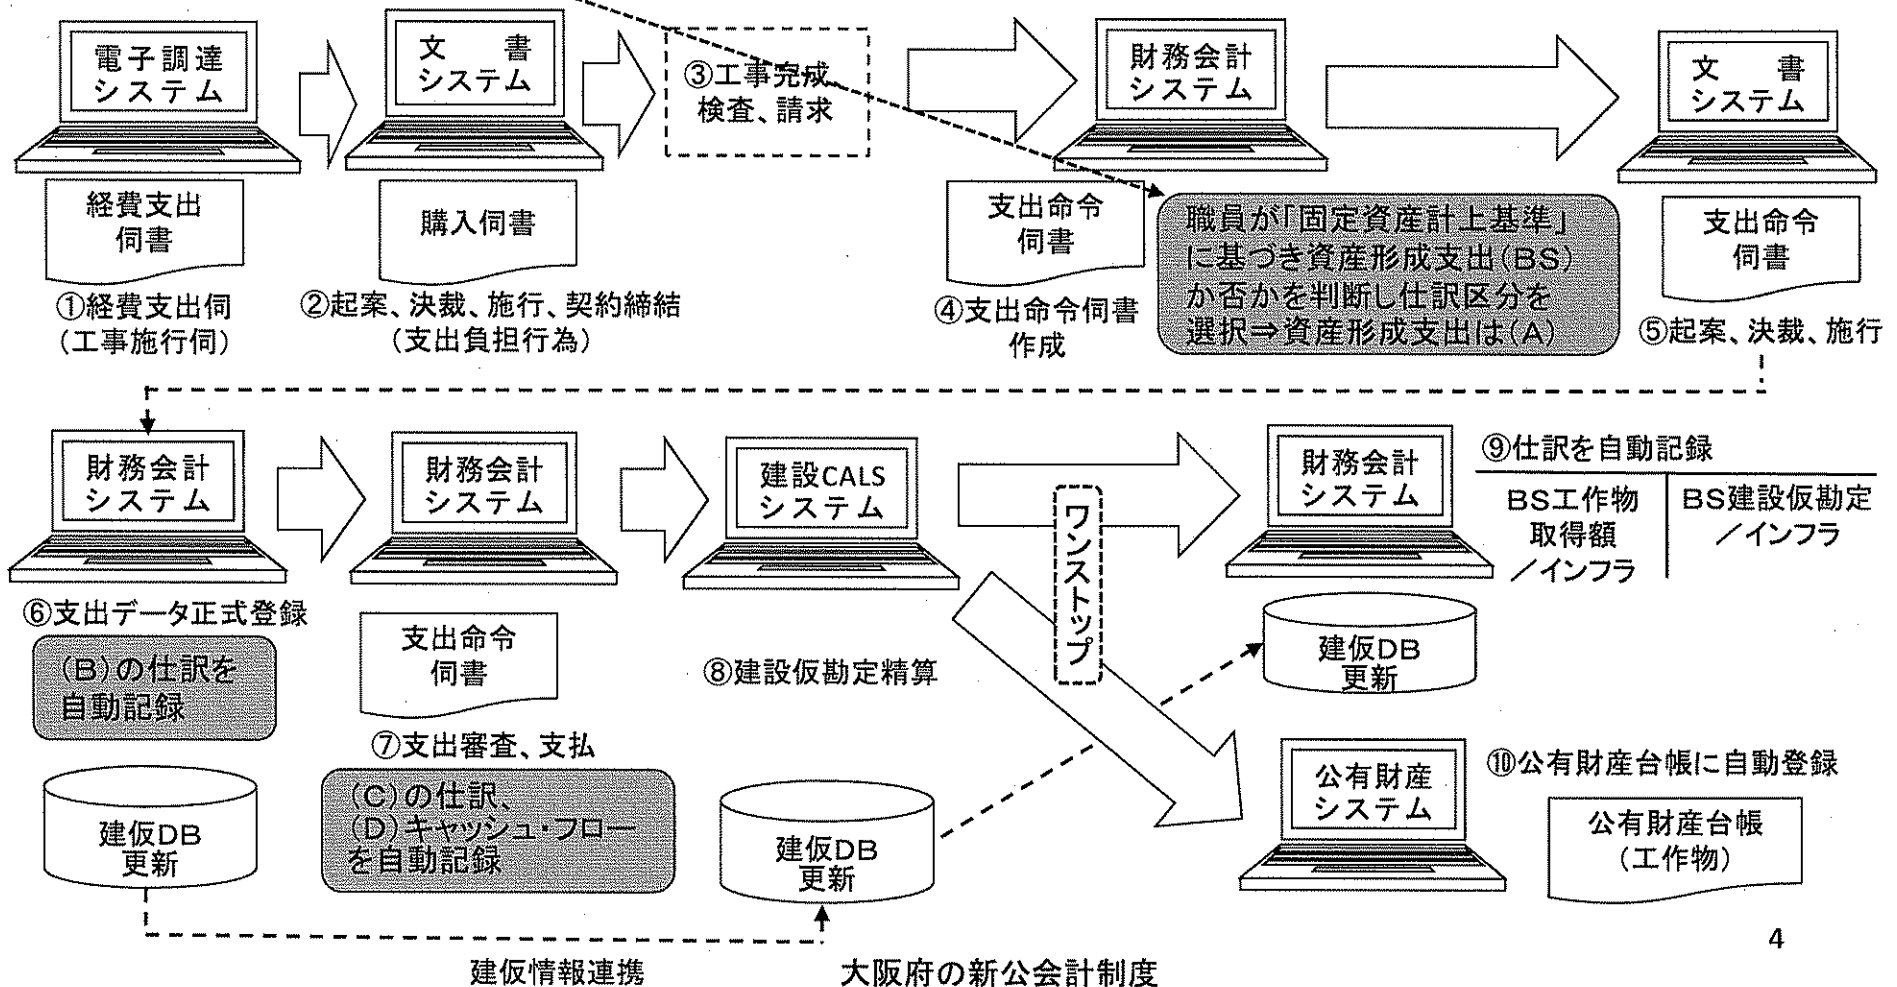 電子調達
システム
文　書
システム
③工事完成
検査、請求
財務会計
システム
文　書
システム
経費支出
伺書
購入伺書
支出命令
伺書
職員が「固定資産計上基準」
に基づき資産形成支出(BS)
か否かを判断し仕訳区分を
選択⇒資産形成支出は(A)
支出命令
伺書
①経費支出伺
(工事施行伺)
②起案、決裁、施行、契約締結
(支出負担行為)
④支出命令伺書
作成
⑤起案、決裁、施行
財務会計
システム
財務会計
システム
建設CALS
システム
ワンストップ
財務会計
システム
⑨仕訳を自動記録
BS工作物
取得額
／インフラ
BS建設仮勘定
／インフラ
⑥支出データ正式登録
(B)の仕訳を
自動記録
支出命令
伺書
⑦支出審査、支払
(C)の仕訳、
(D)キャッシュ・フロー
を自動記録
⑧建設仮勘定精算
建仮DB
更新
建仮DB
更新
建仮DB
更新
公有財産
システム
⑩公有財産台帳に自動登録
公有財産台帳
(工作物)
建仮情報連携
大阪府の新公会計制度
4